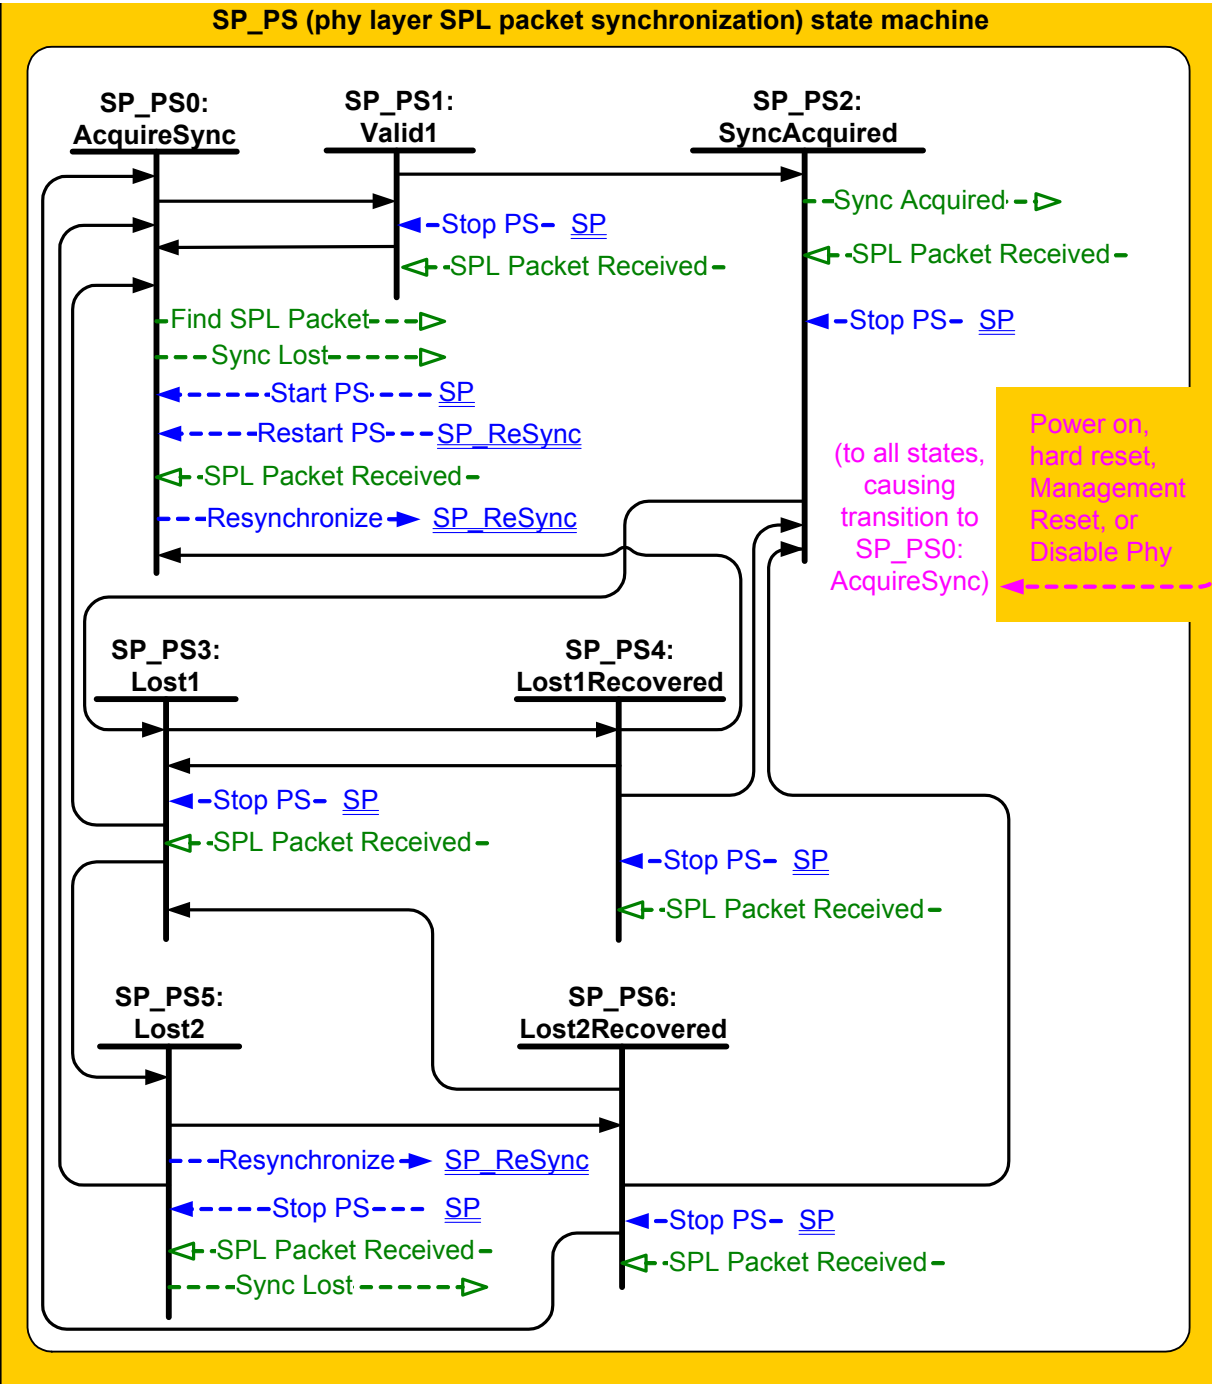 SP_PS (phy layer SPL packet synchronization) state machine
SP_PS0:
AcquireSync
SP_PS1:
Valid1
SP_PS2:
SyncAcquired
Stop PS SP
SPL Packet Received
Sync Acquired
SPL Packet Received
Stop PS SP
Find SPL Packet
Sync Lost
Start PS SP
Restart PS SP_ReSync
SPL Packet Received
Resynchronize SP_ReSync
(to all states,
causing
transition to
SP_PS0:
AcquireSync)
Power on,
hard reset,
Management
Reset, or
Disable Phy
SP_PS3:
Lost1
SP_PS4:
Lost1Recovered
Stop PS SP
SPL Packet Received
Stop PS SP
SPL Packet Received
SP_PS5:
Lost2
SP_PS6:
Lost2Recovered
Resynchronize SP_ReSync
Stop PS SP
SPL Packet Received
Sync Lost
Stop PS SP
SPL Packet Received